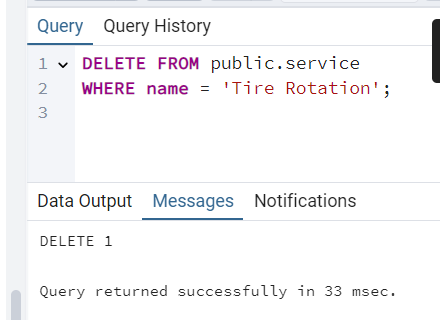 Query Query History
1 DELETE FROM public.service
2 WHERE name = 'Tire Rotation';
3
Data Output Messages Notifications
DELETE 1
Query returned successfully in 33 msec.